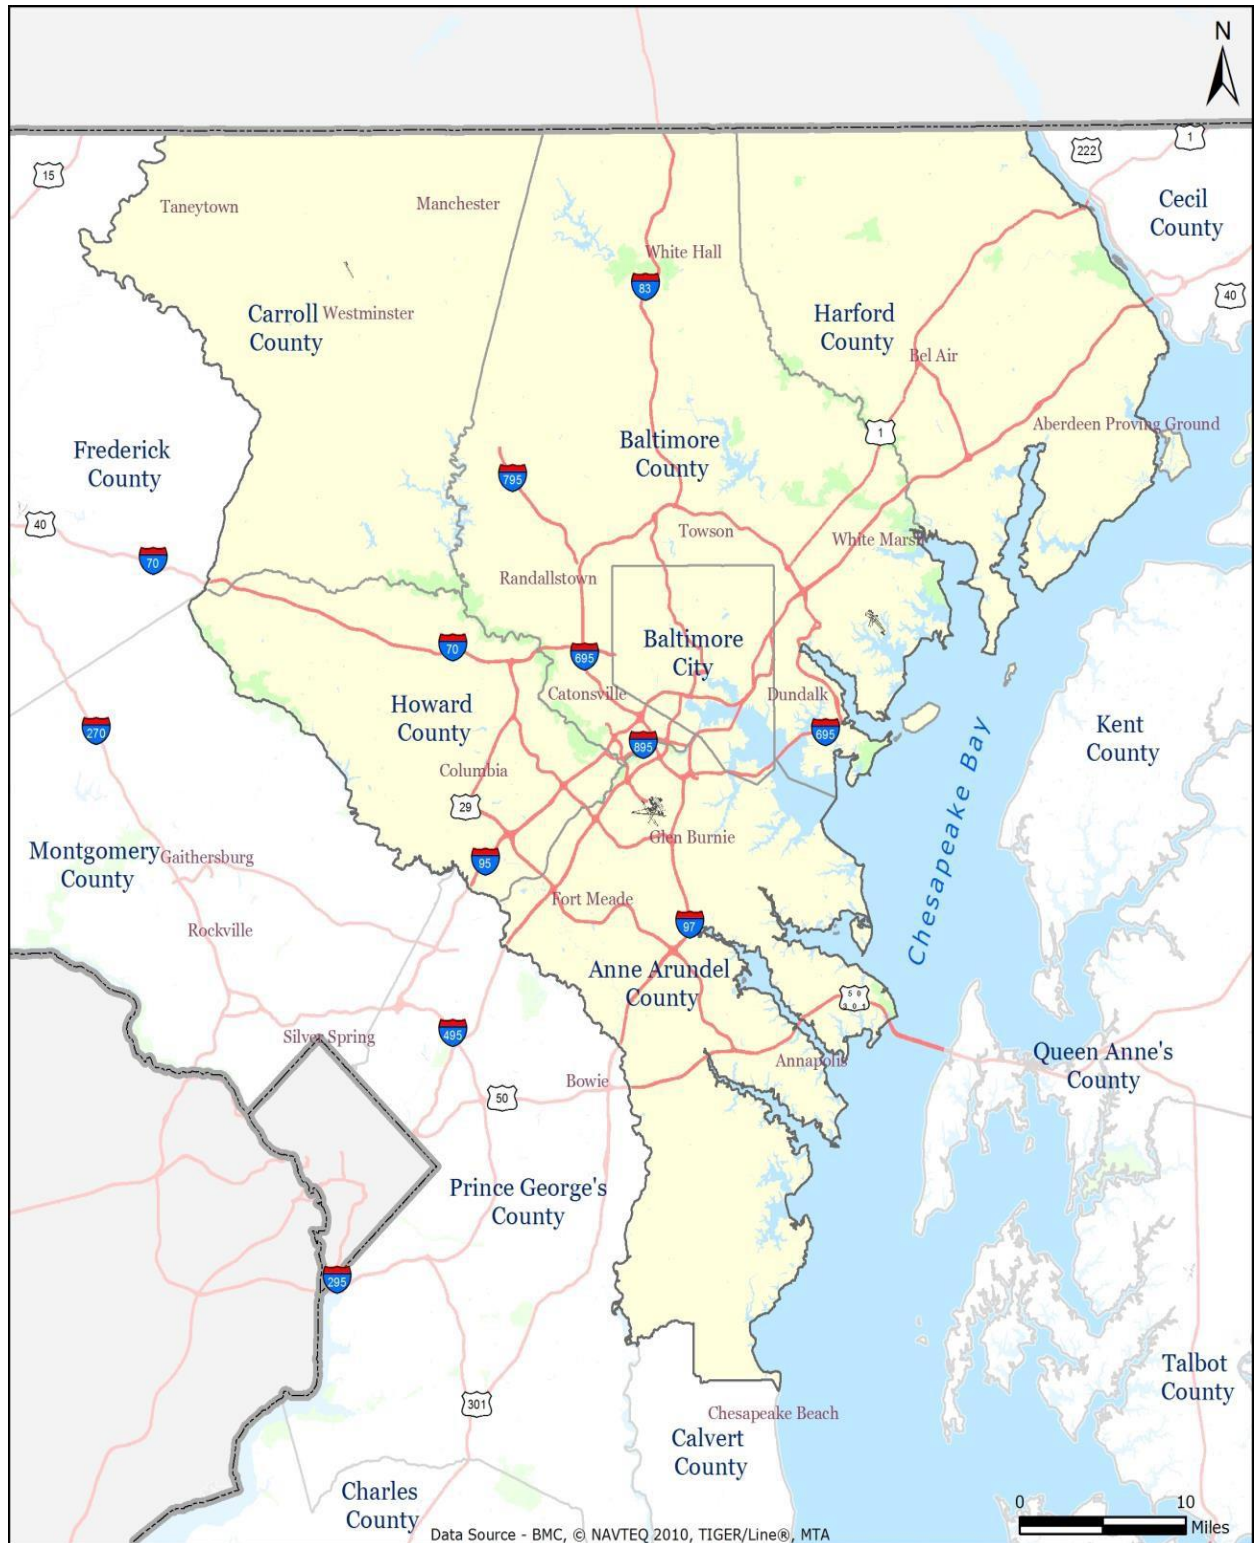 N
1
222
15
Cecil
County
Taneytown
Manchester
White Hall
83
40
Carroll
County
Westminster
Harford
County
Bel Air
Aberdeen Proving Ground
1
Frederick
County
Baltimore
County
795
40
70
Towson
White Marsh
Randallstown
70
695
Baltimore
City
Catonsville
Dundalk
Howard
County
270
895
695
Kent
County
Chesapeake Bay
Columbia
29
Glen Burnie
Montgomery
County
Gaithersburg
95
Fort Meade
Rockville
97
Anne Arundel
County
50
301
Silver Spring
495
Annapolis
Queen Anne's
County
Bowie
50
Prince George's
County
295
Talbot
County
301
Chesapeake Beach
Calvert
County
Charles
County
0 10
Miles
Data Source - BMC, © NAVTEQ 2010, TIGER/Line®, MTA